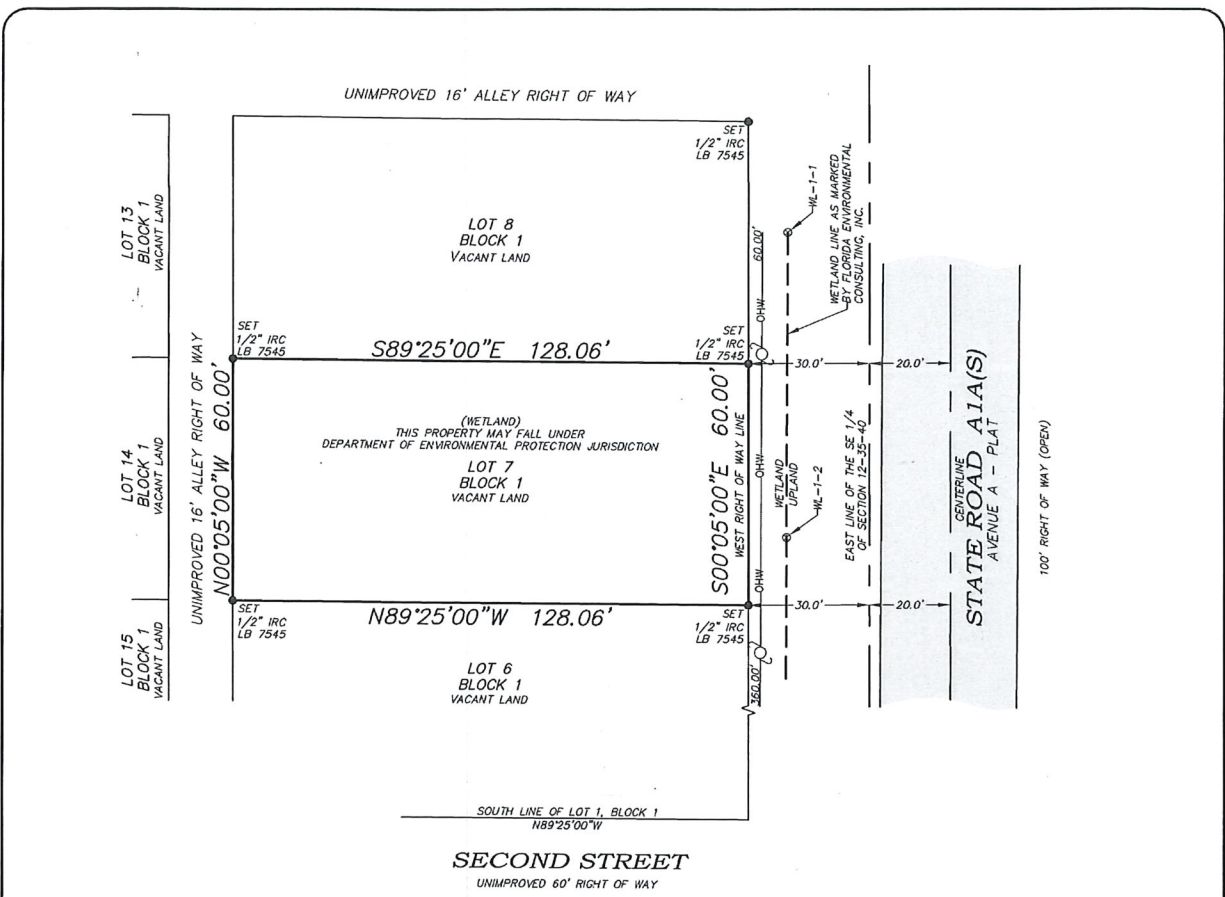 UNIMPROVED 16' ALLEY RIGHT OF WAY
SET
1/2" IRC
LB 7545
LOT 13
BLOCK 1
VACANT LAND
LOT 8
BLOCK 1
VACANT LAND
60.00'
OHW
WL-1-1
WETLAND LINE AS MARKED
BY FLORIDA ENVIRONMENTAL
CONSULTING, INC.
SET
1/2" IRC
LB 7545
S89°25'00"E 128.06'
SET
1/2" IRC
LB 7545
30.0'
20.0'
UNIMPROVED 16' ALLEY RIGHT OF WAY
N00°05'00"W 60.00'
LOT 14
BLOCK 1
VACANT LAND
(WETLAND)
THIS PROPERTY MAY FALL UNDER
DEPARTMENT OF ENVIRONMENTAL PROTECTION JURISDICTION
LOT 7
BLOCK 1
VACANT LAND
S00°05'00"E 60.00'
WEST RIGHT OF WAY LINE
OHW
OHW
WETLAND
UPLAND
WL-1-2
EAST LINE OF THE SE 1/4
OF SECTION 12-35-40
CENTERLINE
STATE ROAD A1A(S)
AVENUE A - PLAT
100' RIGHT OF WAY (OPEN)
SET
1/2" IRC
LB 7545
N89°25'00"W 128.06'
SET
1/2" IRC
LB 7545
30.0'
20.0'
LOT 15
BLOCK 1
VACANT LAND
LOT 6
BLOCK 1
VACANT LAND
360.00'
SOUTH LINE OF LOT 1, BLOCK 1
N89°25'00"W
SECOND STREET
UNIMPROVED 60' RIGHT OF WAY